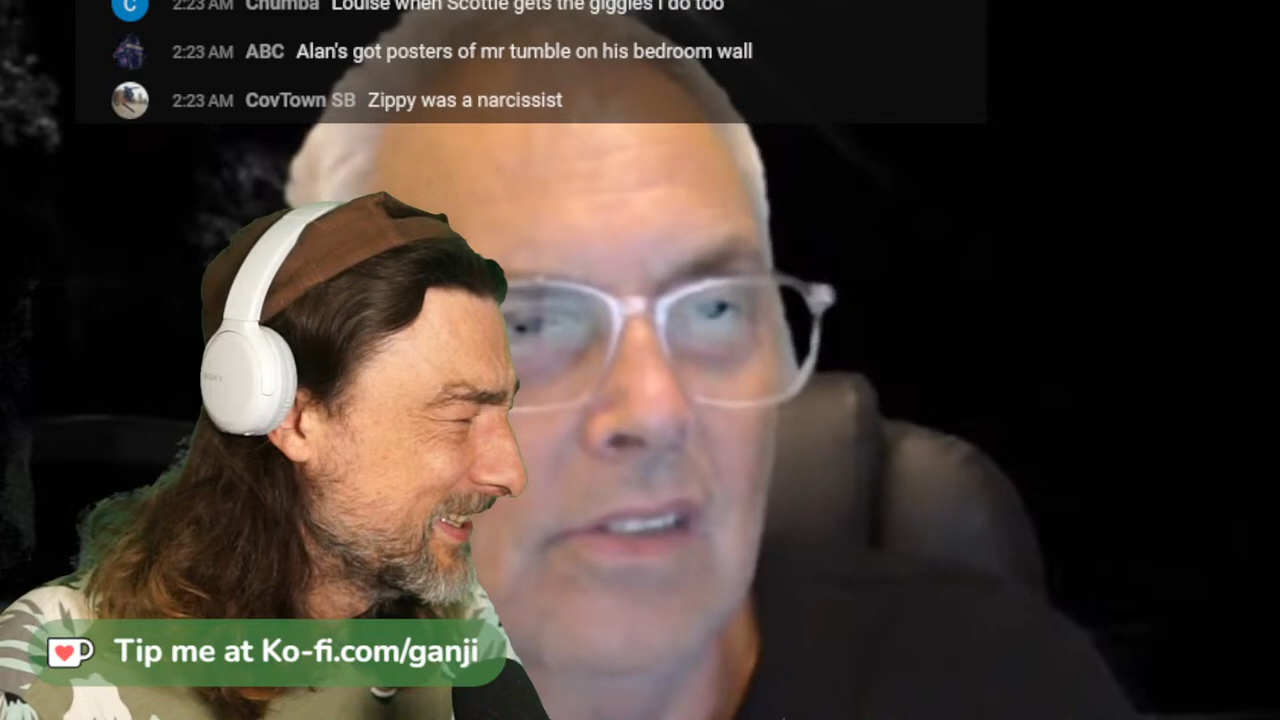 C 2:23 AM Chumba Louise when Scottie gets the giggles I do too
2:23 AM ABC Alan's got posters of mr tumble on his bedroom wall
2:23 AM CovTown SB Zippy was a narcissist
SONY
Tip me at Ko-fi.com/ganji